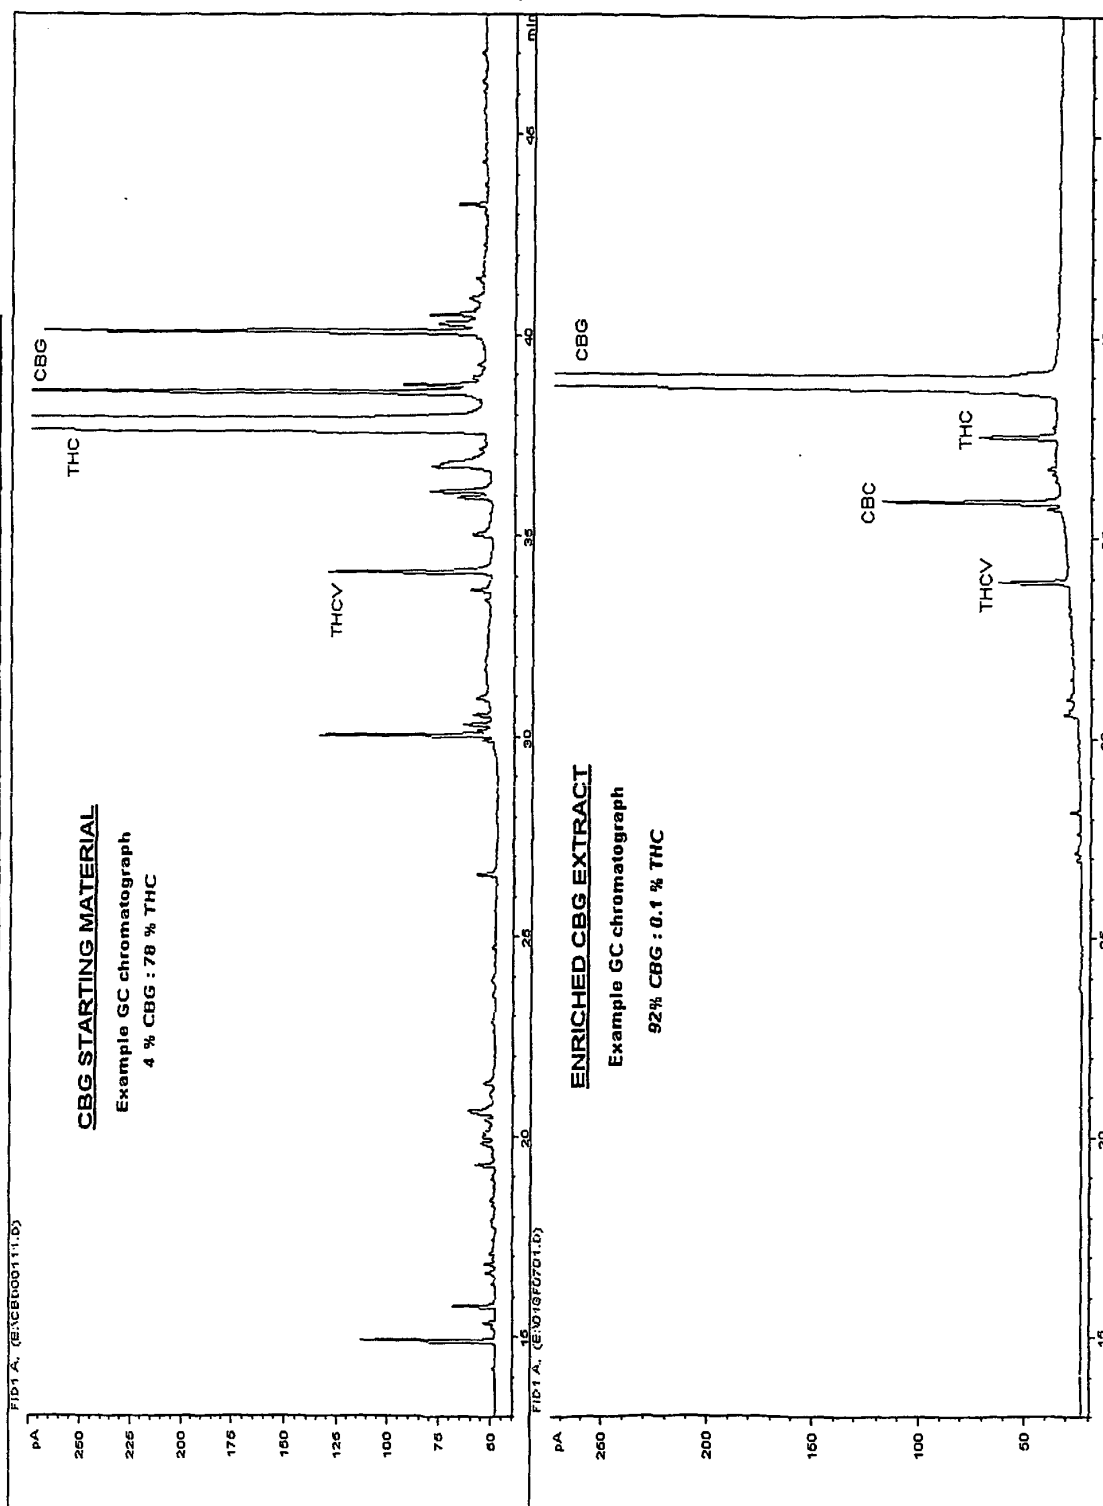 FID1 A, (E:\CBD00111.D)
pA
250
225
200
175
150
125
100
75
50
CBG STARTING MATERIAL
Example GC chromatograph
4 % CBG : 78 % THC
THCV
THC
CBG
15
20
25
30
35
40
45
min
FID1 A, (E:\019F0701.D)
pA
250
200
150
100
50
ENRICHED CBG EXTRACT
Example GC chromatograph
92% CBG : 0.1 % THC
THCV
CBC
THC
CBG